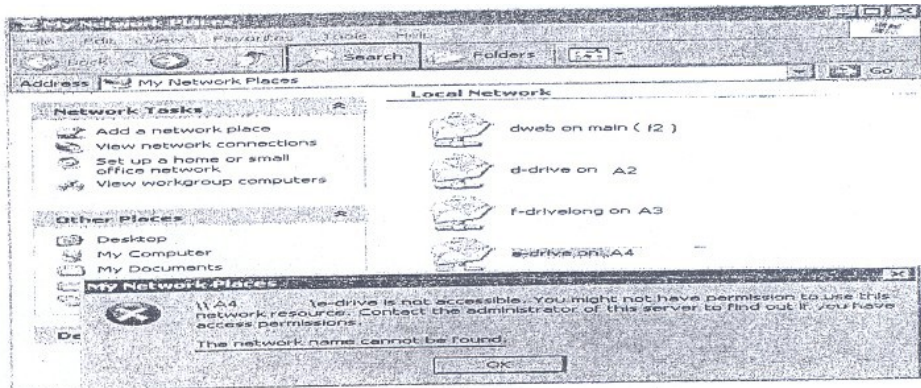 My Network Places
File Edit View Favorites Tools Help
Back Search Folders
Address My Network Places Go
Local Network
Network Tasks
Add a network place
View network connections
Set up a home or small
office network
View workgroup computers
Other Places
Desktop
My Computer
My Documents
dweb on main ( f2 )
d-drive on A2
f-drivelong on A3
e-drive on A4
My Network Places
\\ A4 \e-drive is not accessible. You might not have permission to use this
network resource. Contact the administrator of this server to find out if you have
access permissions.
The network name cannot be found.
OK
De